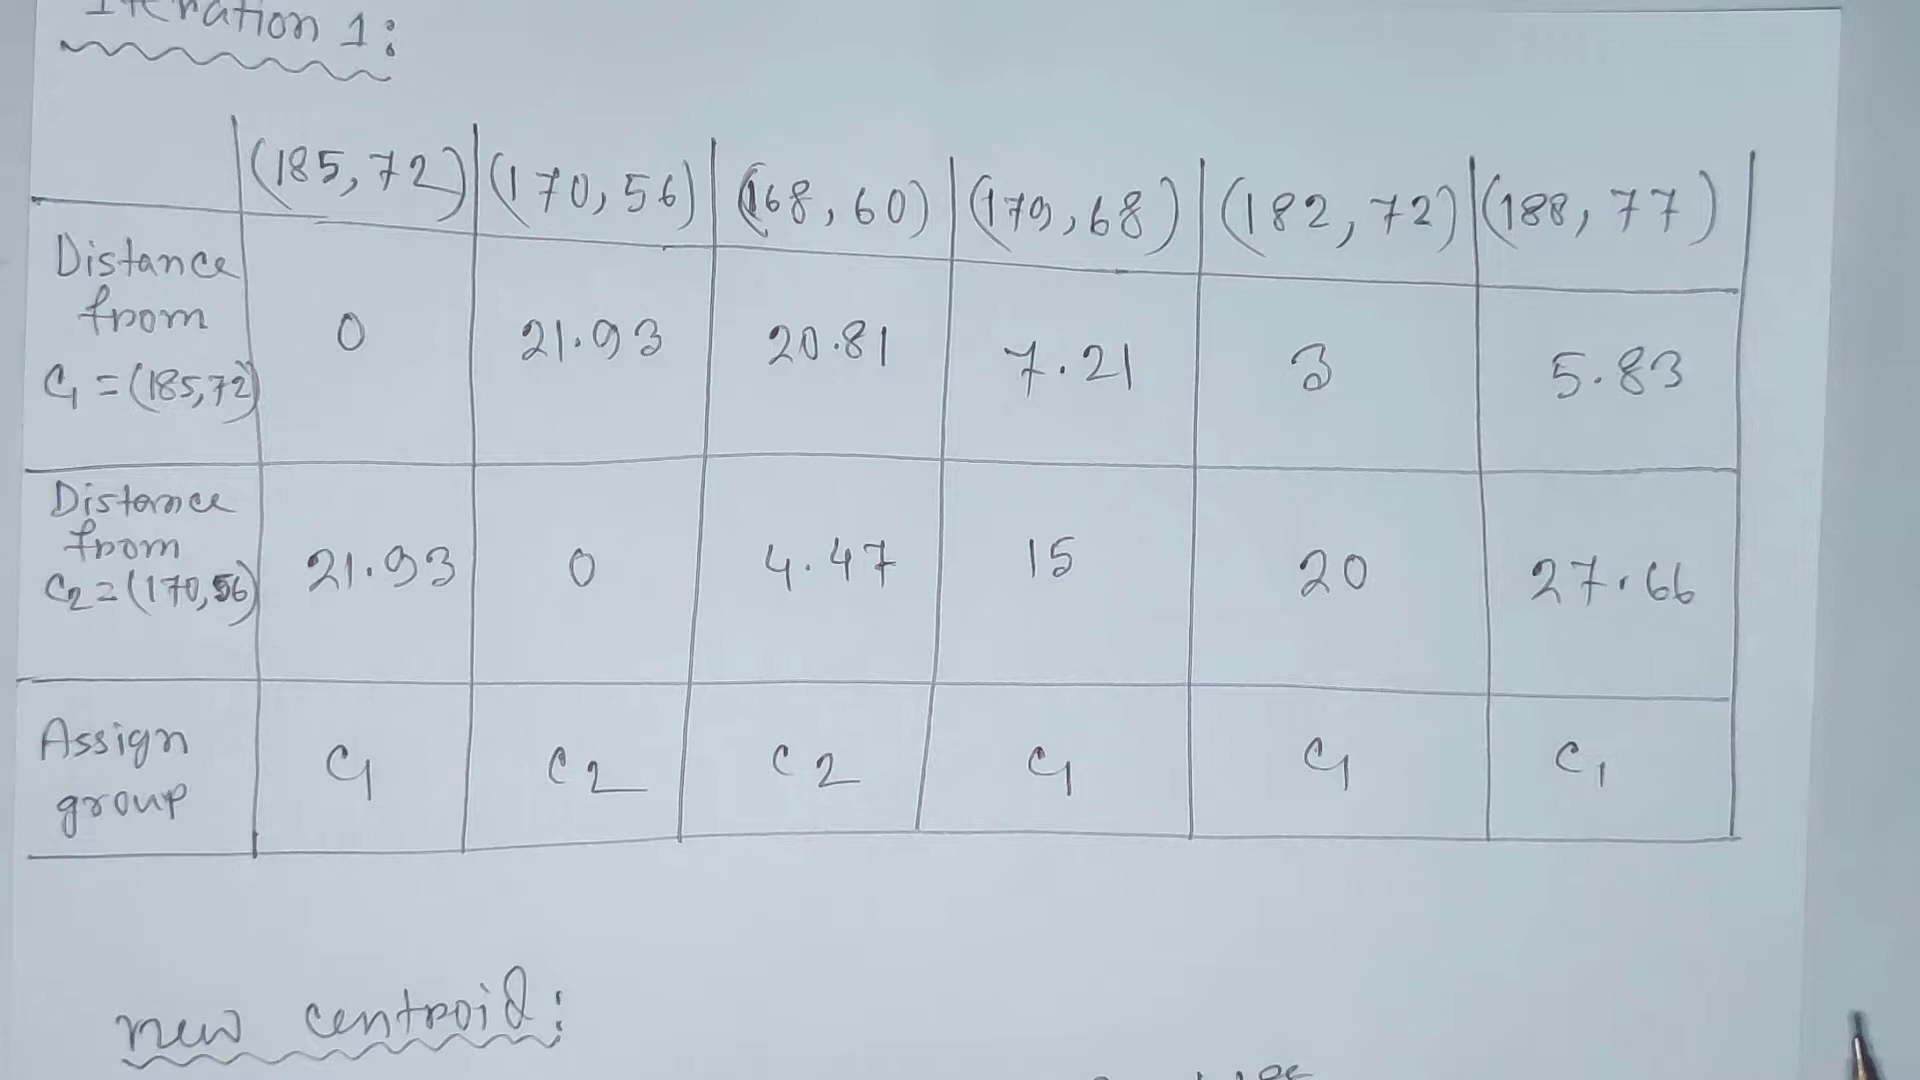 Iteration 1:
(185,72) (170,56) (168,60) (179,68) (182,72) (188,77)
Distance
from
C1 = (185,72) 0 21.93 20.81 7.21 3 5.83
Distance
from
C2 = (170,56) 21.93 0 4.47 15 20 27.66
Assign
group C1 C2 C2 C1 C1 C1
new centroid: